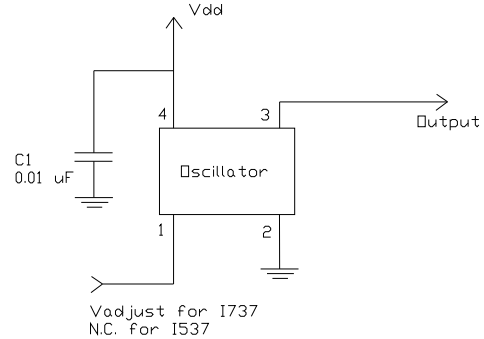 Vdd
4
3
Output
C1
0.01 uF
Oscillator
1
2
Vadjust for I737
N.C. for I537